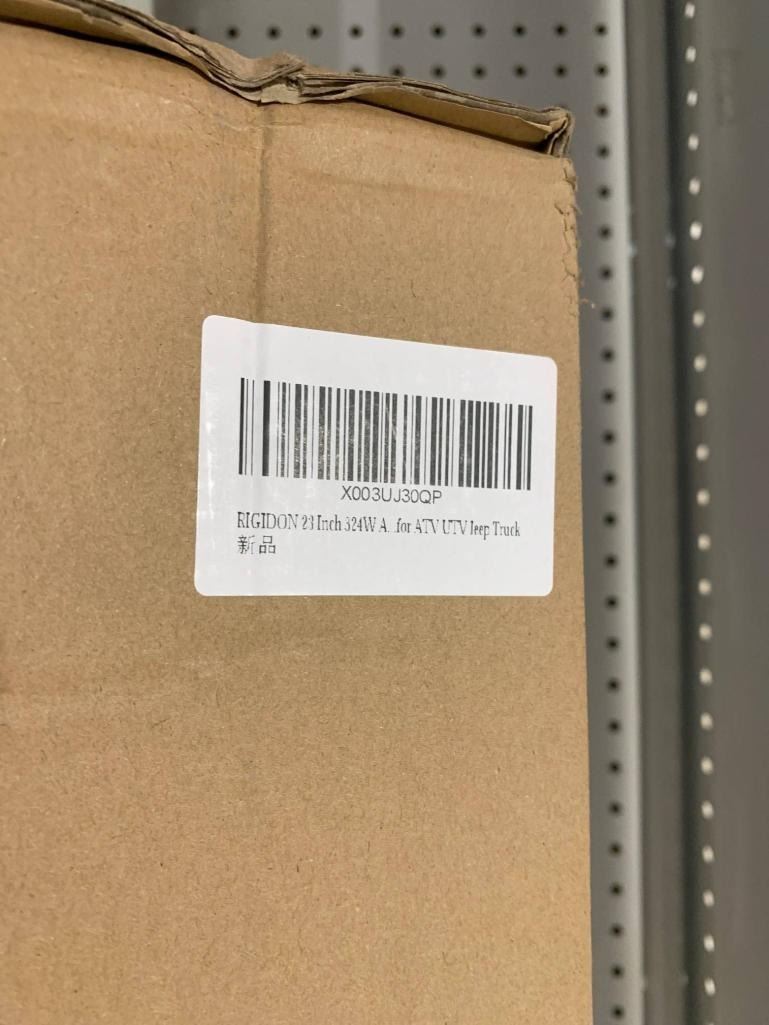 X003UJ30QP
RIGIDON 23 Inch 324W A...for ATV UTV Jeep Truck
新品